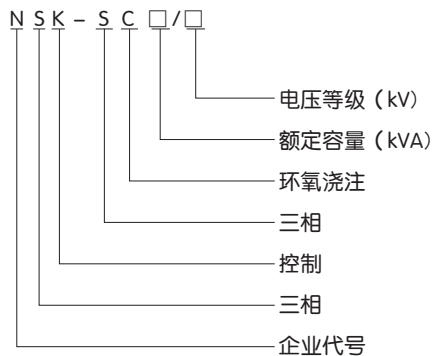 N S K – S C □/□
电压等级（kV）
额定容量（kVA）
环氧浇注
三相
控制
三相
企业代号